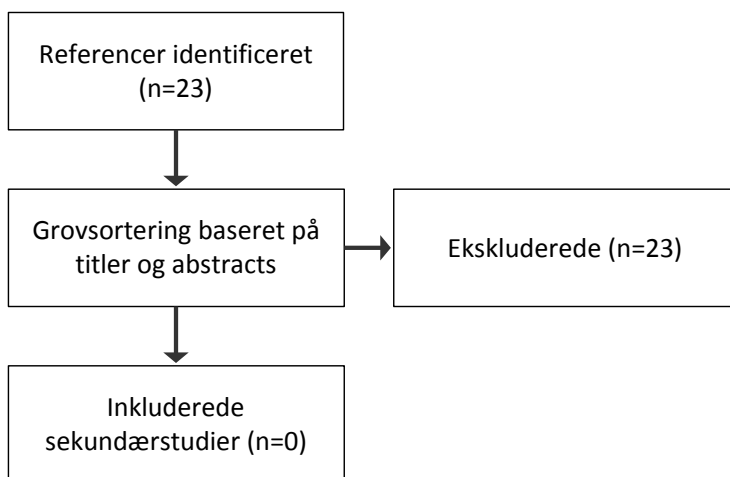 Referencer identificeret
(n=23)
Grovsortering baseret på
titler og abstracts
Ekskluderede (n=23)
Inkluderede
sekundærstudier (n=0)